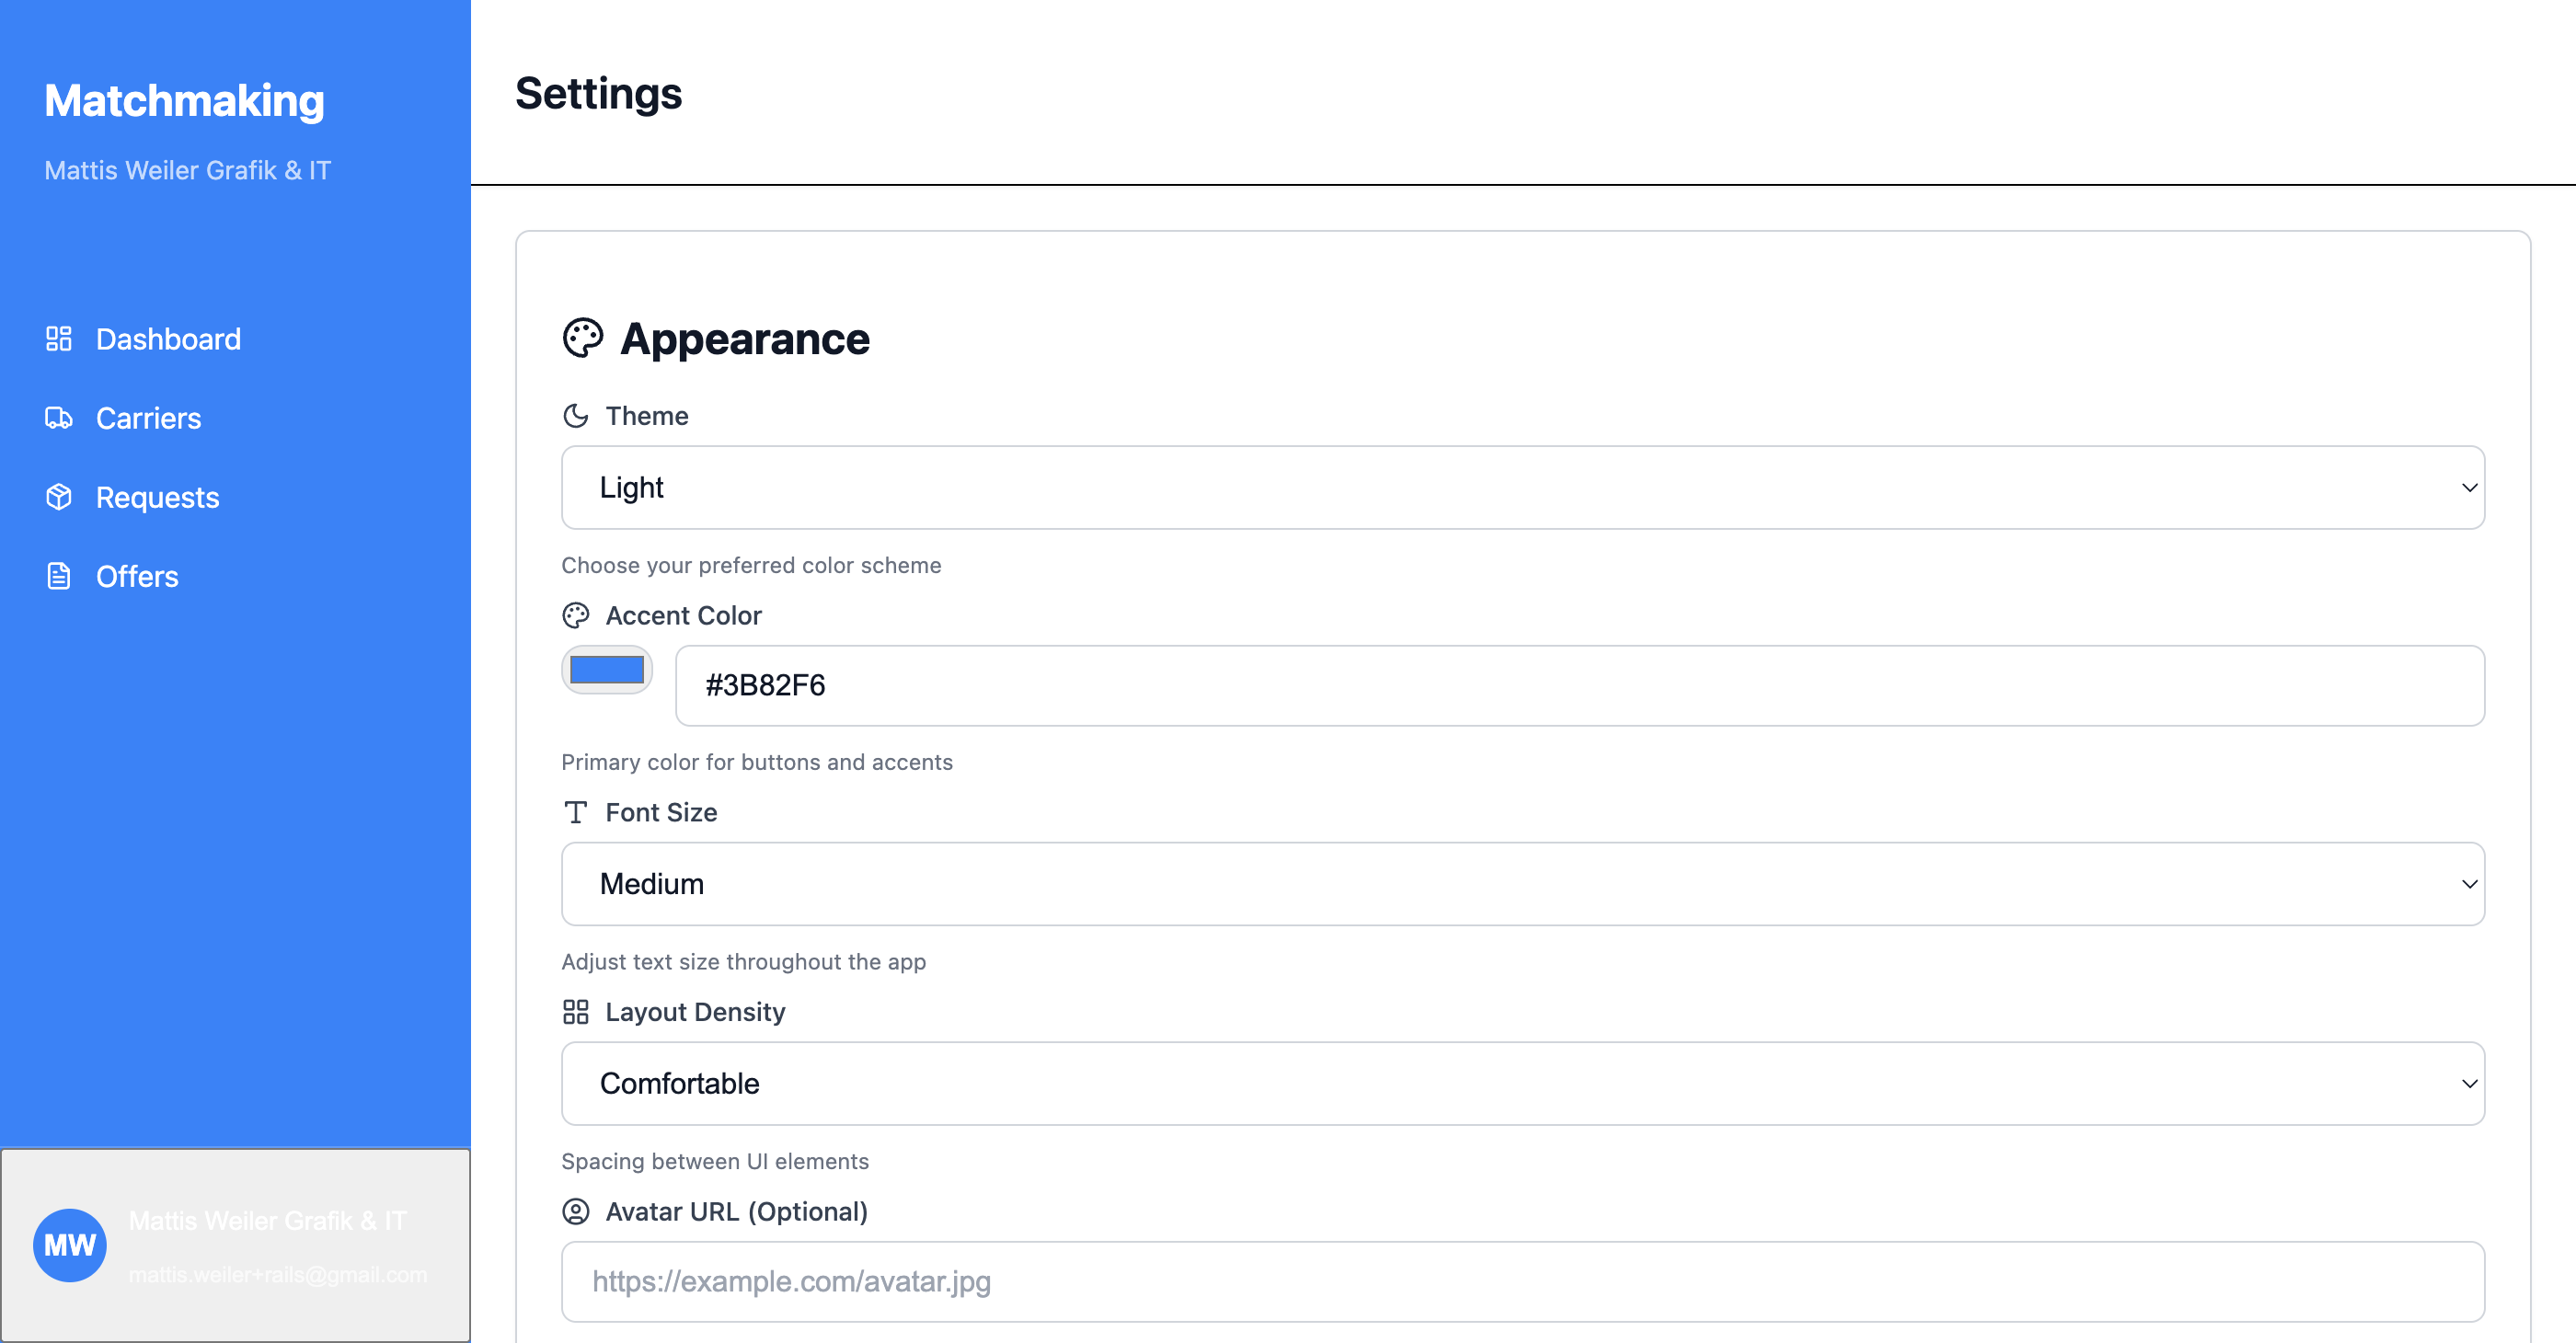 Matchmaking
Mattis Weiler Grafik & IT
Dashboard
Carriers
Requests
Offers
MW
Mattis Weiler Grafik & IT
mattis.weiler+rails@gmail.com
Settings
Appearance
Theme
Light
Choose your preferred color scheme
Accent Color
#3B82F6
Primary color for buttons and accents
Font Size
Medium
Adjust text size throughout the app
Layout Density
Comfortable
Spacing between UI elements
Avatar URL (Optional)
https://example.com/avatar.jpg